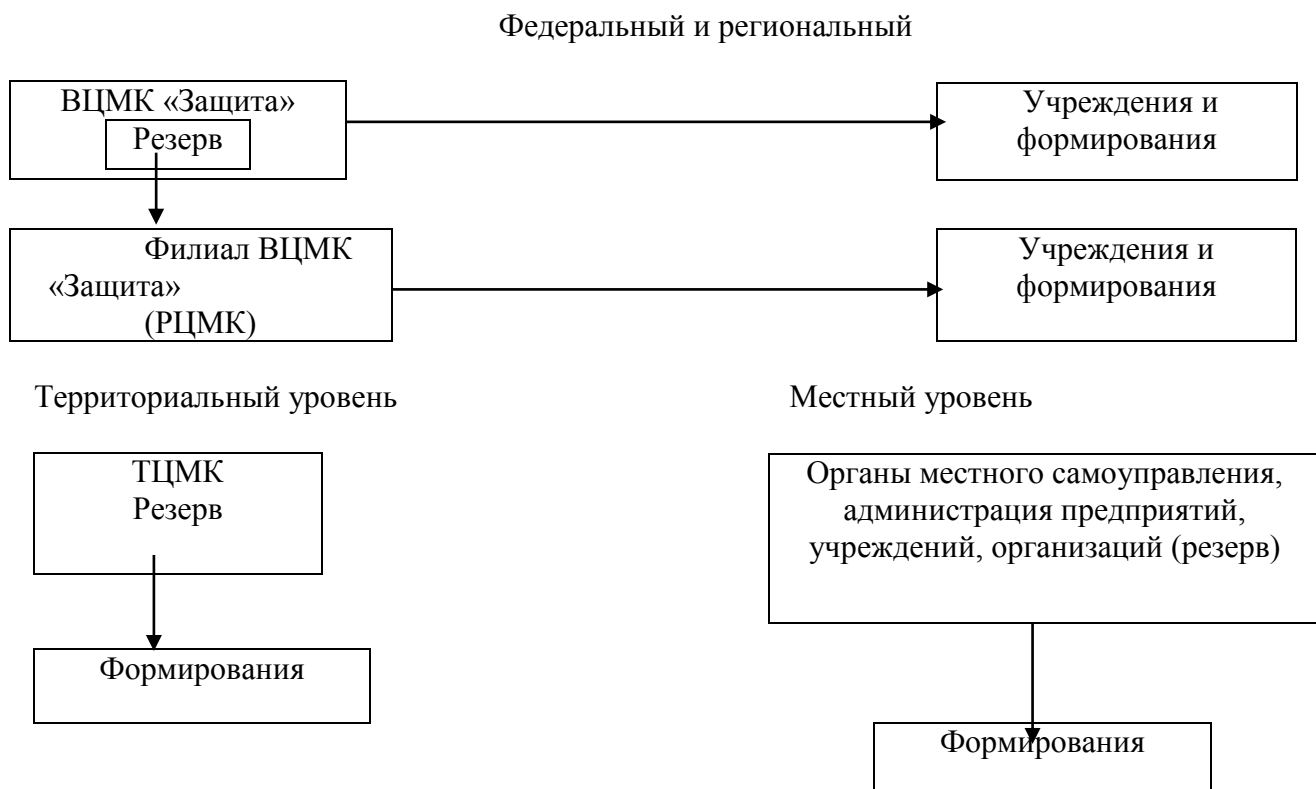 Федеральный и региональный
ВЦМК «Защита»
Резерв
Учреждения и
формирования
Филиал ВЦМК
«Защита»
(РЦМК)
Учреждения и
формирования
Территориальный уровень
Местный уровень
ТЦМК
Резерв
Органы местного самоуправления,
администрация предприятий,
учреждений, организаций (резерв)
Формирования
Формирования